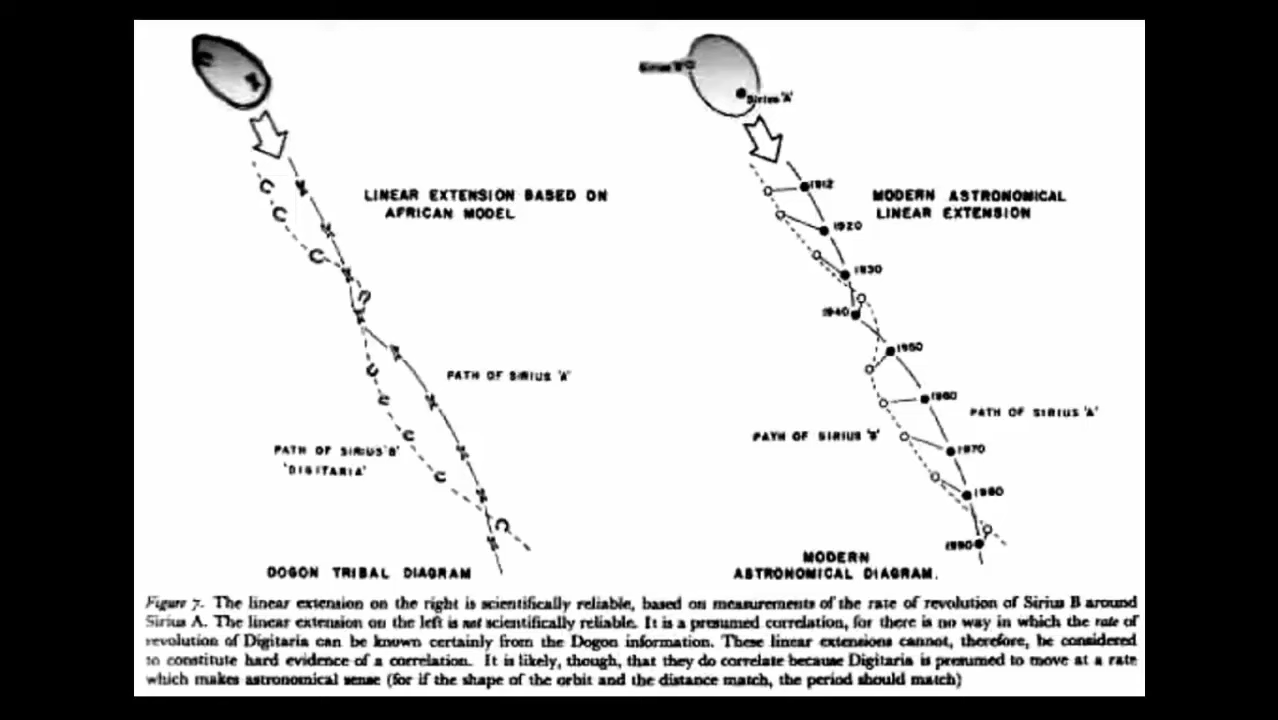 Sirius 'B'
Sirius 'A'
LINEAR EXTENSION BASED ON
AFRICAN MODEL
PATH OF SIRIUS 'A'
PATH OF SIRIUS 'B'
'DIGITARIA'
DOGON TRIBAL DIAGRAM
MODERN ASTRONOMICAL
LINEAR EXTENSION
1912
1920
1930
1940
1950
1960
1970
1980
1990
PATH OF SIRIUS 'A'
PATH OF SIRIUS 'B'
MODERN
ASTRONOMICAL DIAGRAM.
Figure 7. The linear extension on the right is scientifically reliable, based on measurements of the rate of revolution of Sirius B around
Sirius A. The linear extension on the left is not scientifically reliable. It is a presumed correlation, for there is no way in which the rate of
revolution of Digitaria can be known certainly from the Dogon information. These linear extensions cannot, therefore, be considered
to constitute hard evidence of a correlation. It is likely, though, that they do correlate because Digitaria is presumed to move at a rate
which makes astronomical sense (for if the shape of the orbit and the distance match, the period should match)